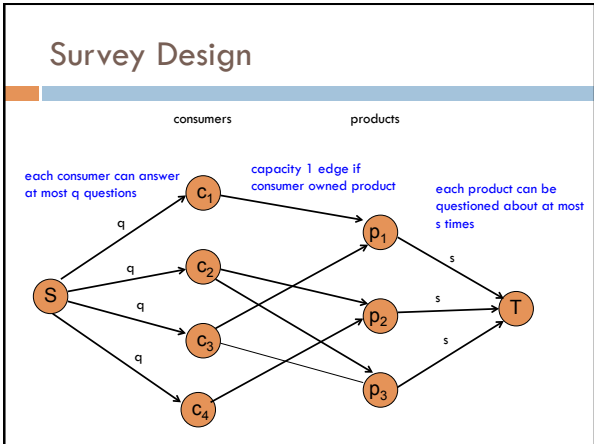 Survey Design
consumers
products
each consumer can answer
at most q questions
capacity 1 edge if
consumer owned product
each product can be
questioned about at most
s times
c1
c2
c3
c4
p1
p2
p3
S
T
q
q
q
q
s
s
s